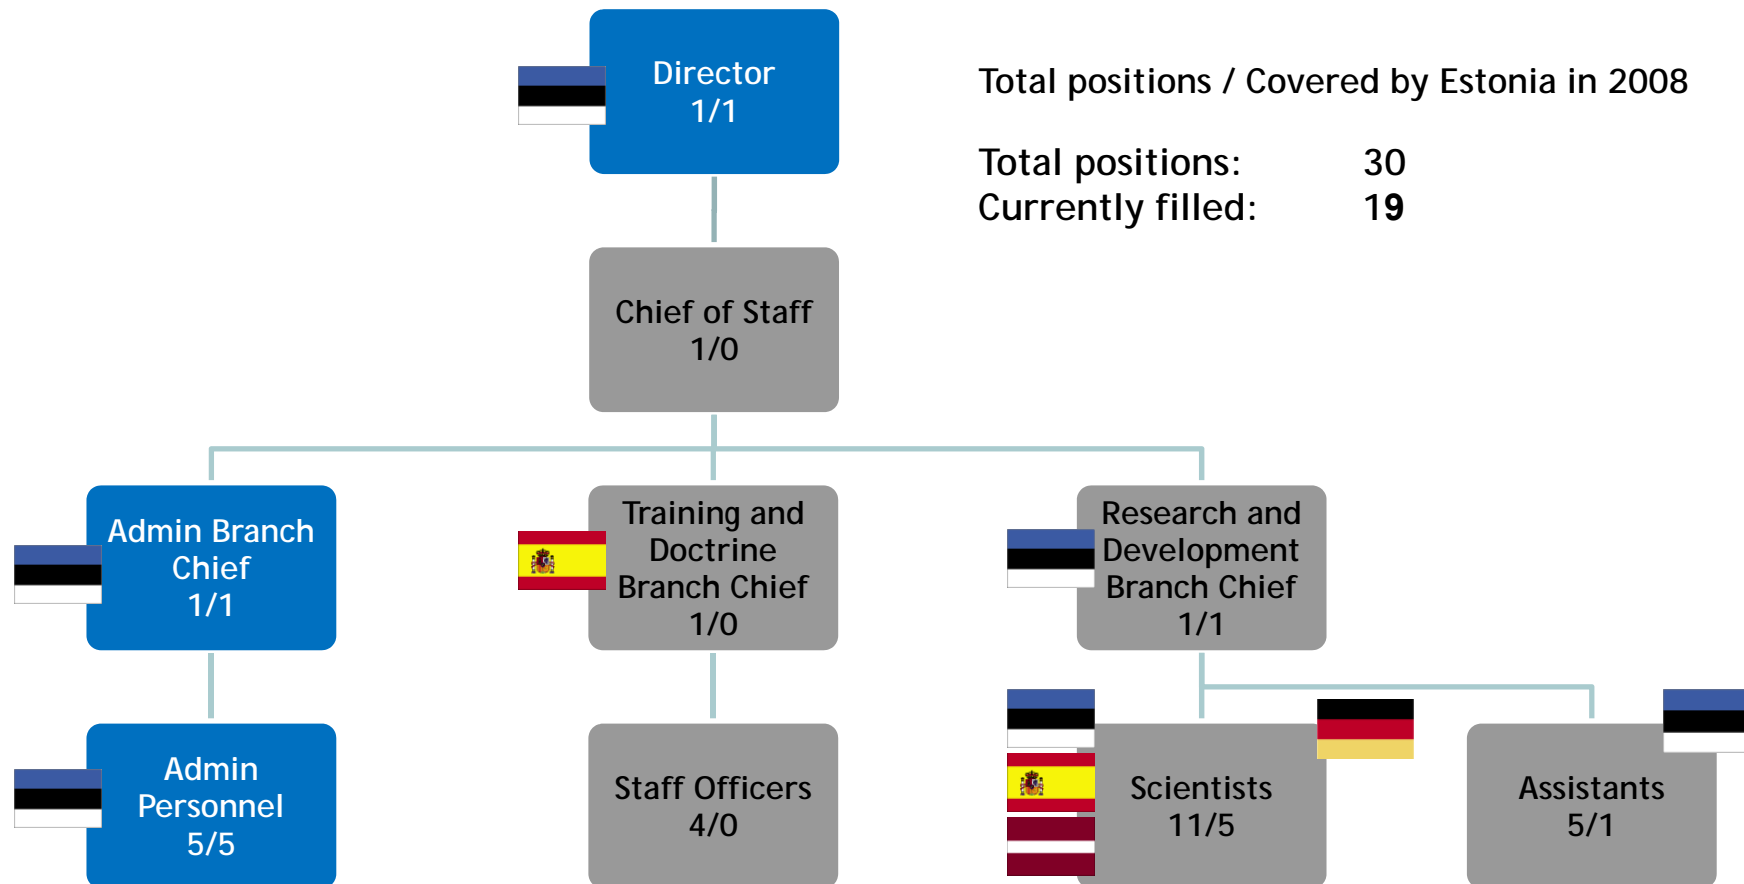 Director
1/1
Total positions / Covered by Estonia in 2008
Total positions: 30
Currently filled: 19
Chief of Staff
1/0
Admin Branch
Chief
1/1
Training and
Doctrine
Branch Chief
1/0
Research and
Development
Branch Chief
1/1
Admin
Personnel
5/5
Staff Officers
4/0
Scientists
11/5
Assistants
5/1